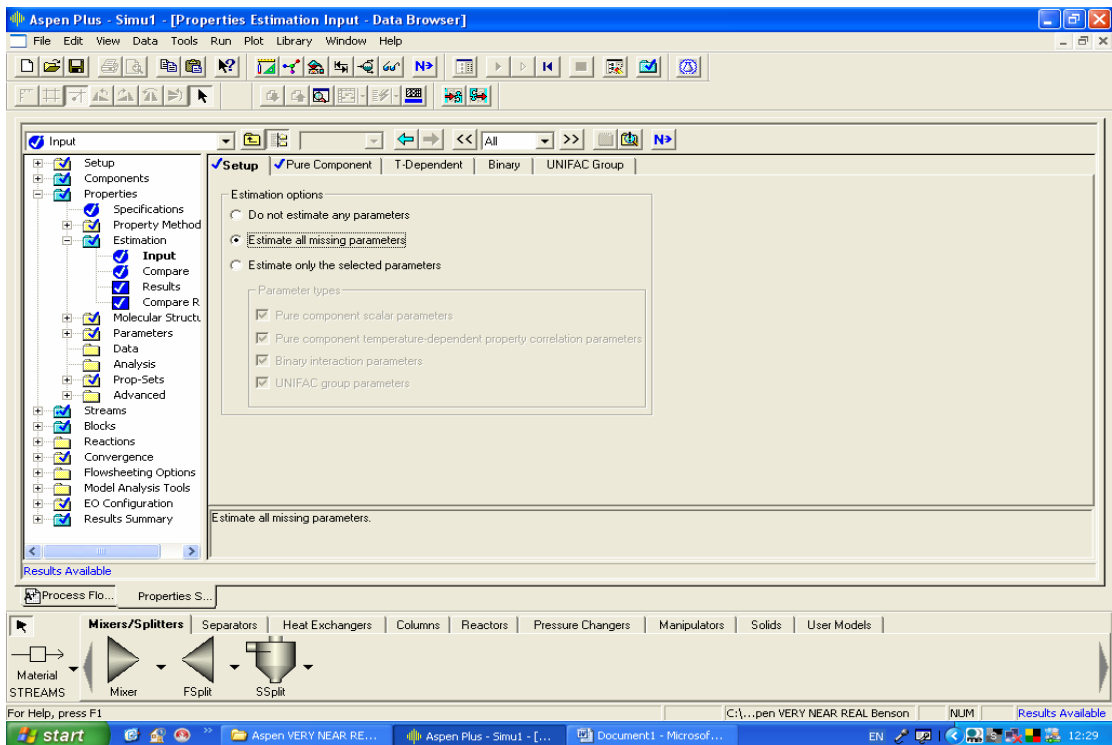 Aspen Plus - Simu1 - [Properties Estimation Input - Data Browser]
File Edit View Data Tools Run Plot Library Window Help
N>
Input
All
<< >> N>
Setup
Components
Properties
Specifications
Property Method
Estimation
Input
Compare
Results
Compare R
Molecular Structu
Parameters
Data
Analysis
Prop-Sets
Advanced
Streams
Blocks
Reactions
Convergence
Flowsheeting Options
Model Analysis Tools
EO Configuration
Results Summary
Setup Pure Component T-Dependent Binary UNIFAC Group
Estimation options
Do not estimate any parameters
Estimate all missing parameters
Estimate only the selected parameters
Parameter types
Pure component scalar parameters
Pure component temperature-dependent property correlation parameters
Binary interaction parameters
UNIFAC group parameters
Estimate all missing parameters.
Results Available
Process Flo... Properties S...
Mixers/Splitters Separators Heat Exchangers Columns Reactors Pressure Changers Manipulators Solids User Models
Material
STREAMS Mixer FSplit SSplit
For Help, press F1 C:\...pen VERY NEAR REAL Benson NUM Results Available
start Aspen VERY NEAR RE... Aspen Plus - Simu1 - [... Document1 - Microsof... EN 12:29